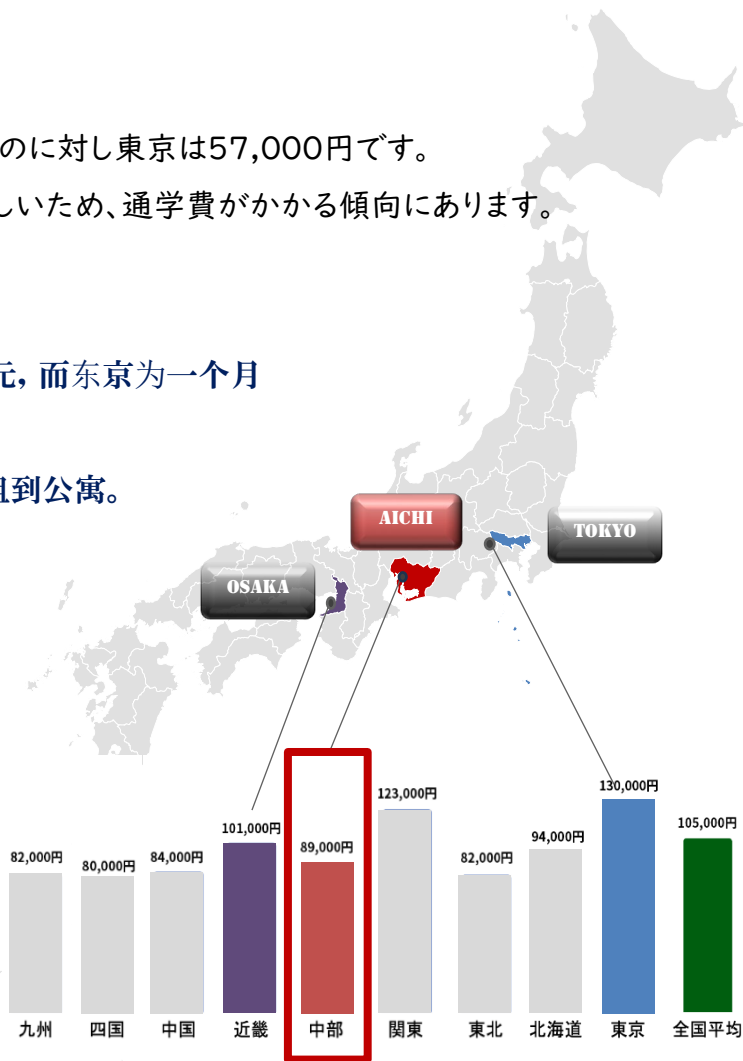 のに対し東京は57,000円です。
しいため、通学費がかかる傾向にあります。
元, 而东京为一个月
到公寓。
AICHI
TOKYO
OSAKA
130,000円
123,000円
105,000円
101,000円
94,000円
89,000円
82,000円
80,000円
84,000円
82,000円
九州 四国 中国 近畿 中部 関東 東北 北海道 東京 全国平均